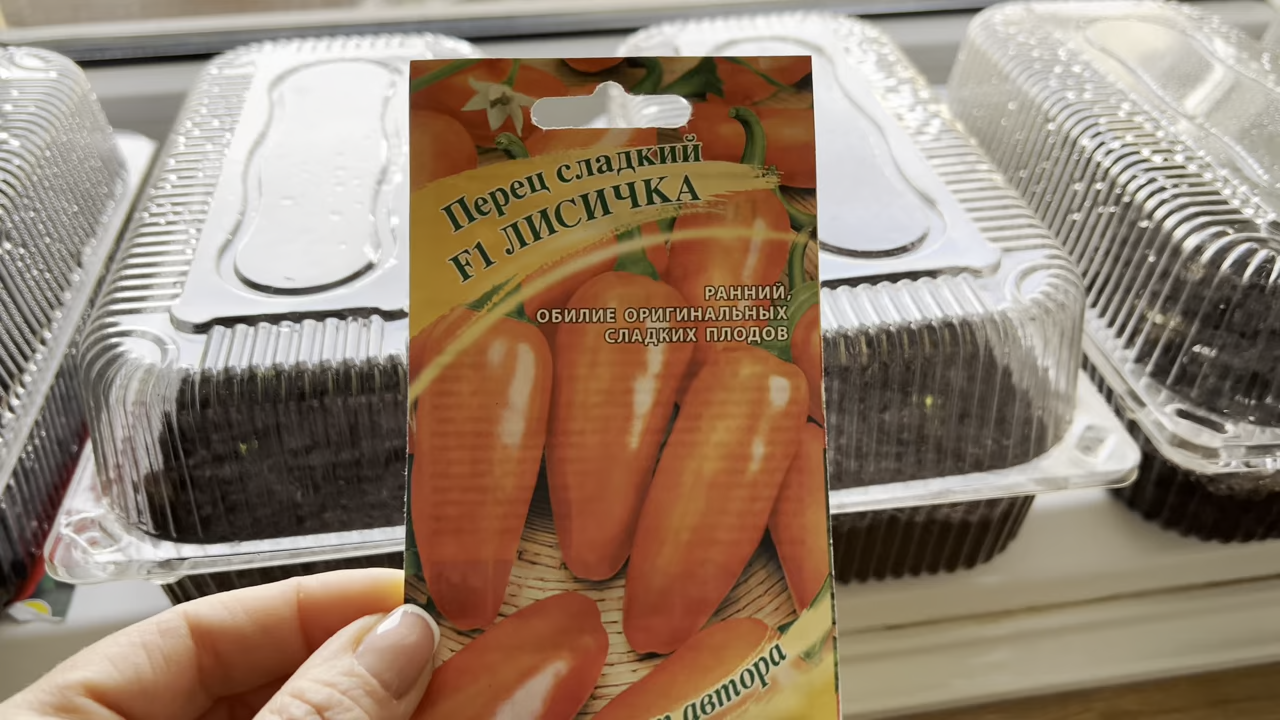 Перец сладкий
F1 ЛИСИЧКА
РАННИЙ,
ОБИЛИЕ ОРИГИНАЛЬНЫХ
СЛАДКИХ ПЛОДОВ
автора